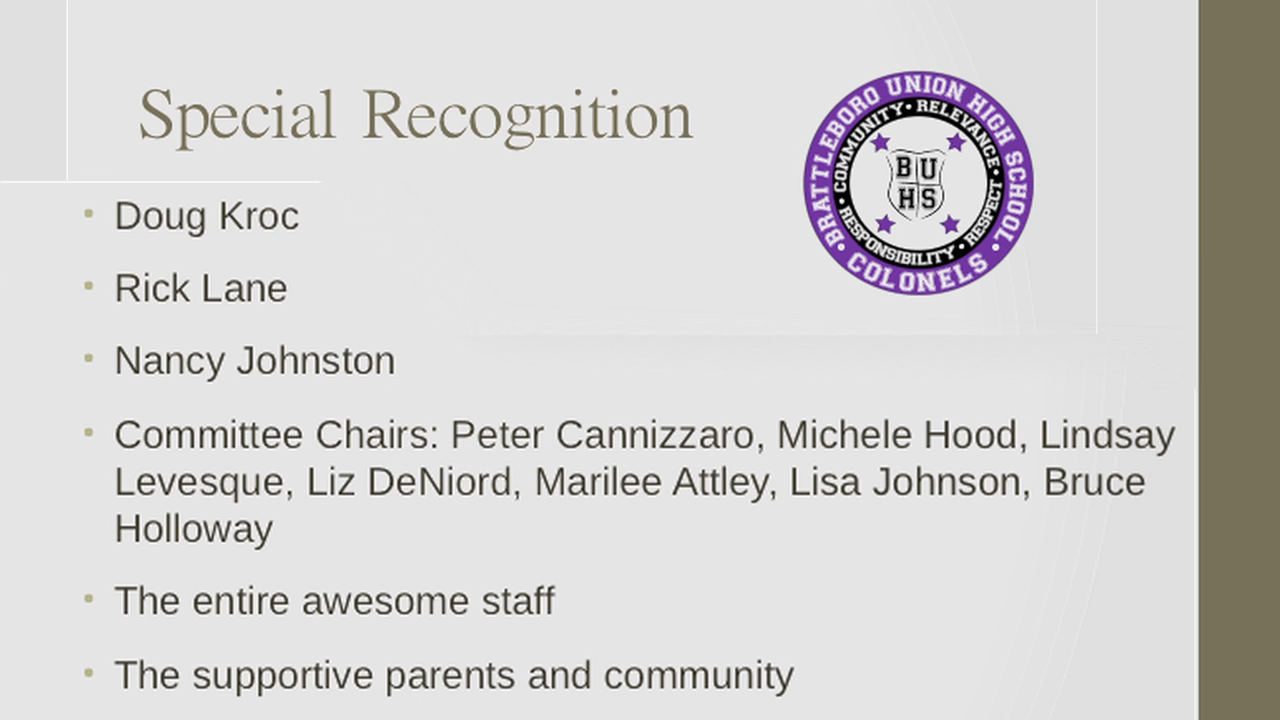 Special Recognition
BRATTLEBORO UNION HIGH SCHOOL
COMMUNITY • RELEVANCE • RESPECT • RESPONSIBILITY •
B U
H S
• COLONELS •
Doug Kroc
Rick Lane
Nancy Johnston
Committee Chairs: Peter Cannizzaro, Michele Hood, Lindsay
Levesque, Liz DeNiord, Marilee Attley, Lisa Johnson, Bruce
Holloway
The entire awesome staff
The supportive parents and community